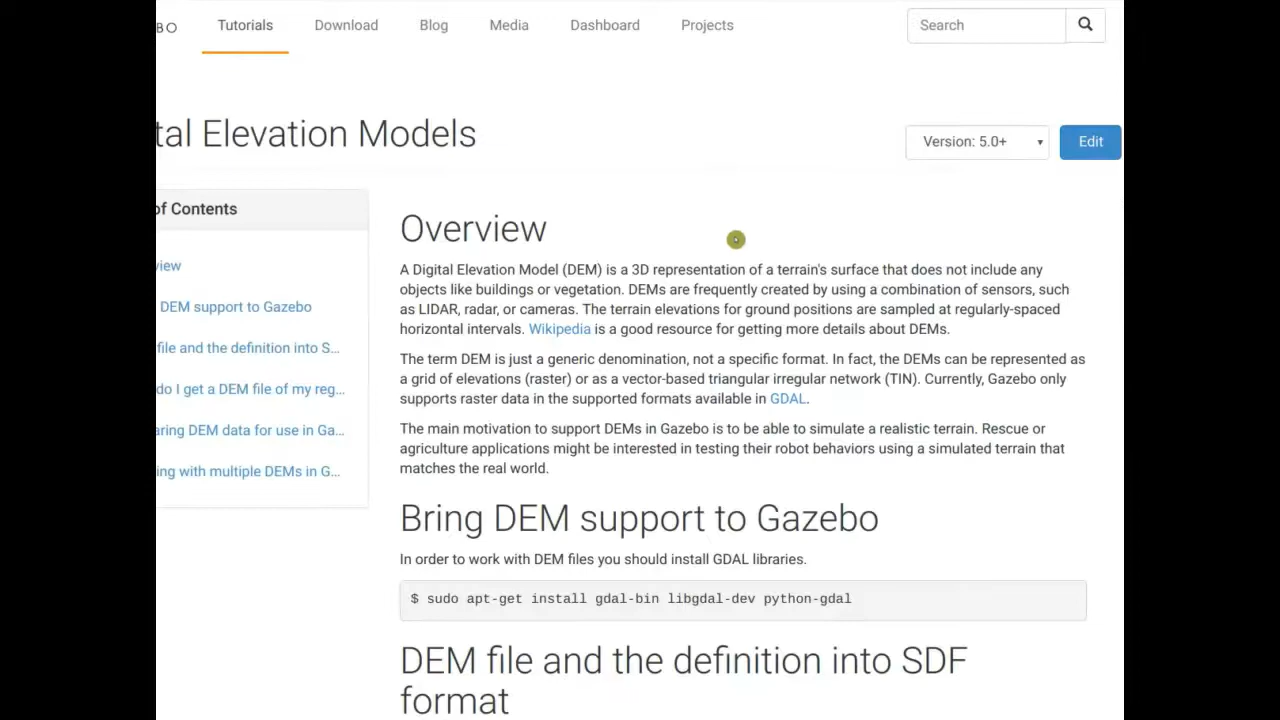 BO
Tutorials
Download
Blog
Media
Dashboard
Projects
Search
tal Elevation Models
Version: 5.0+
Edit
of Contents
view
DEM support to Gazebo
file and the definition into S...
do I get a DEM file of my reg...
aring DEM data for use in Ga...
ing with multiple DEMs in G...
Overview
A Digital Elevation Model (DEM) is a 3D representation of a terrain's surface that does not include any
objects like buildings or vegetation. DEMs are frequently created by using a combination of sensors, such
as LIDAR, radar, or cameras. The terrain elevations for ground positions are sampled at regularly-spaced
horizontal intervals. Wikipedia is a good resource for getting more details about DEMs.
The term DEM is just a generic denomination, not a specific format. In fact, the DEMs can be represented as
a grid of elevations (raster) or as a vector-based triangular irregular network (TIN). Currently, Gazebo only
supports raster data in the supported formats available in GDAL.
The main motivation to support DEMs in Gazebo is to be able to simulate a realistic terrain. Rescue or
agriculture applications might be interested in testing their robot behaviors using a simulated terrain that
matches the real world.
Bring DEM support to Gazebo
In order to work with DEM files you should install GDAL libraries.
$ sudo apt-get install gdal-bin libgdal-dev python-gdal
DEM file and the definition into SDF
format